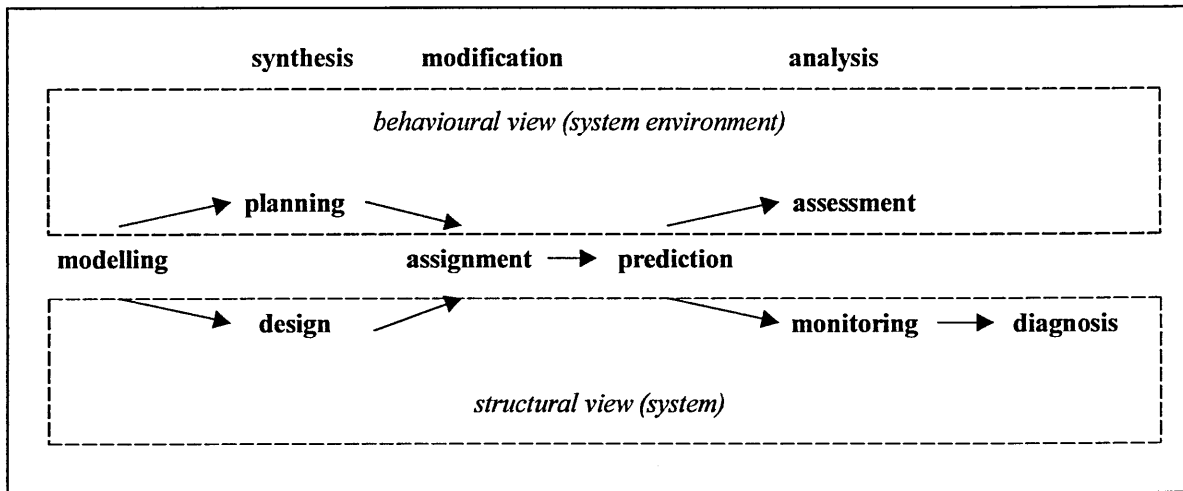 synthesis modification analysis
behavioural view (system environment)
planning assessment
modelling assignment prediction
design monitoring diagnosis
structural view (system)